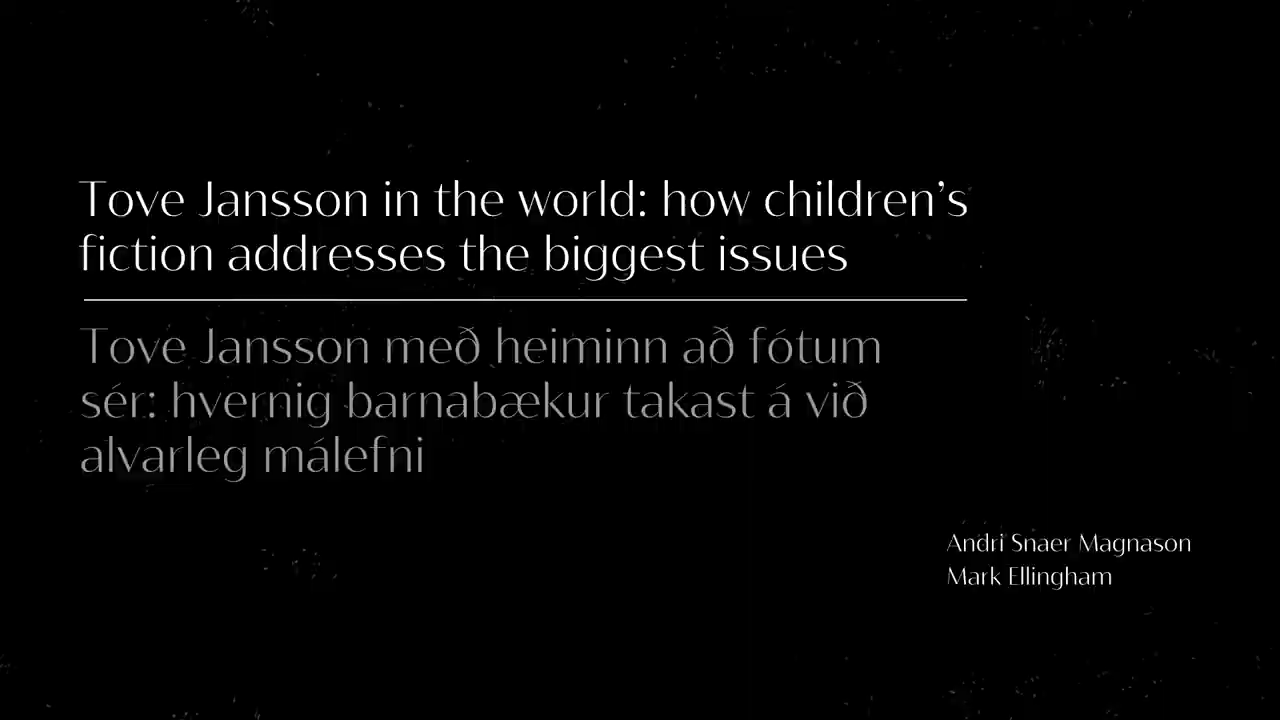 Tove Jansson in the world: how children’s
fiction addresses the biggest issues
Tove Jansson með heiminn að fótum
sér: hvernig barnabækur takast á við
alvarleg málefni
Andri Snaer Magnason
Mark Ellingham